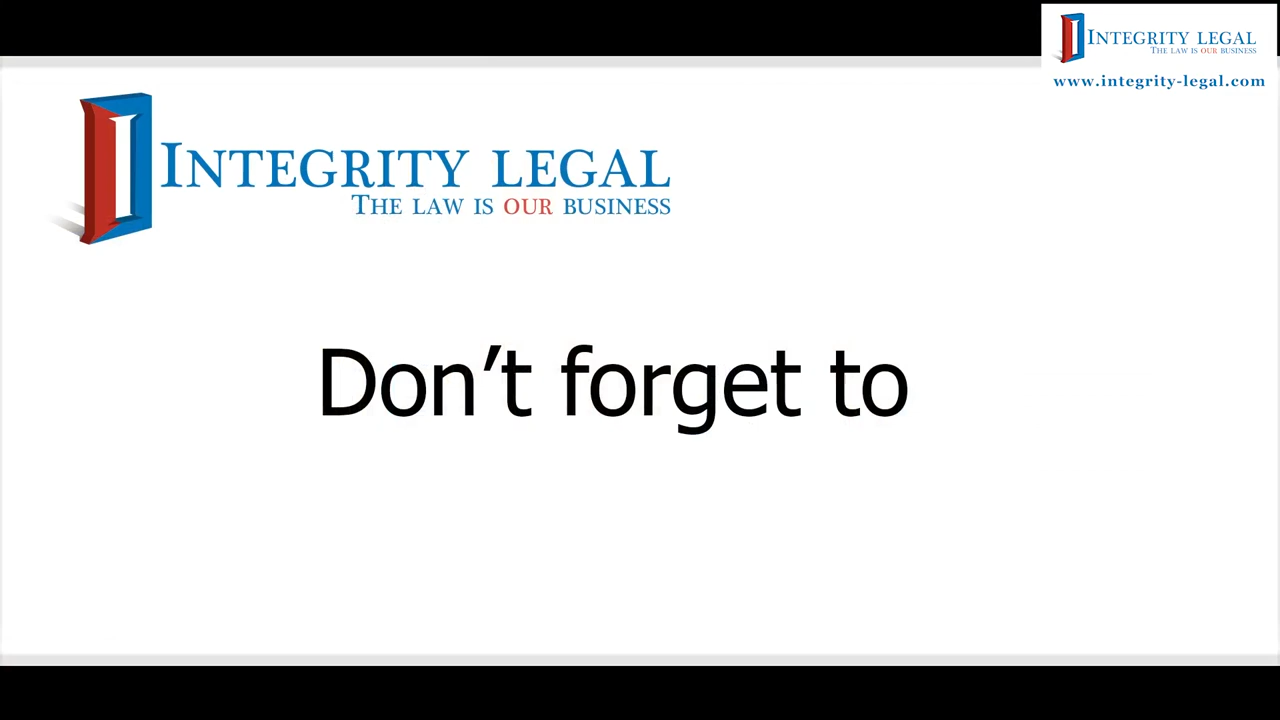 INTEGRITY LEGAL
THE LAW IS OUR BUSINESS
www.integrity-legal.com
INTEGRITY LEGAL
THE LAW IS OUR BUSINESS
Don’t forget to